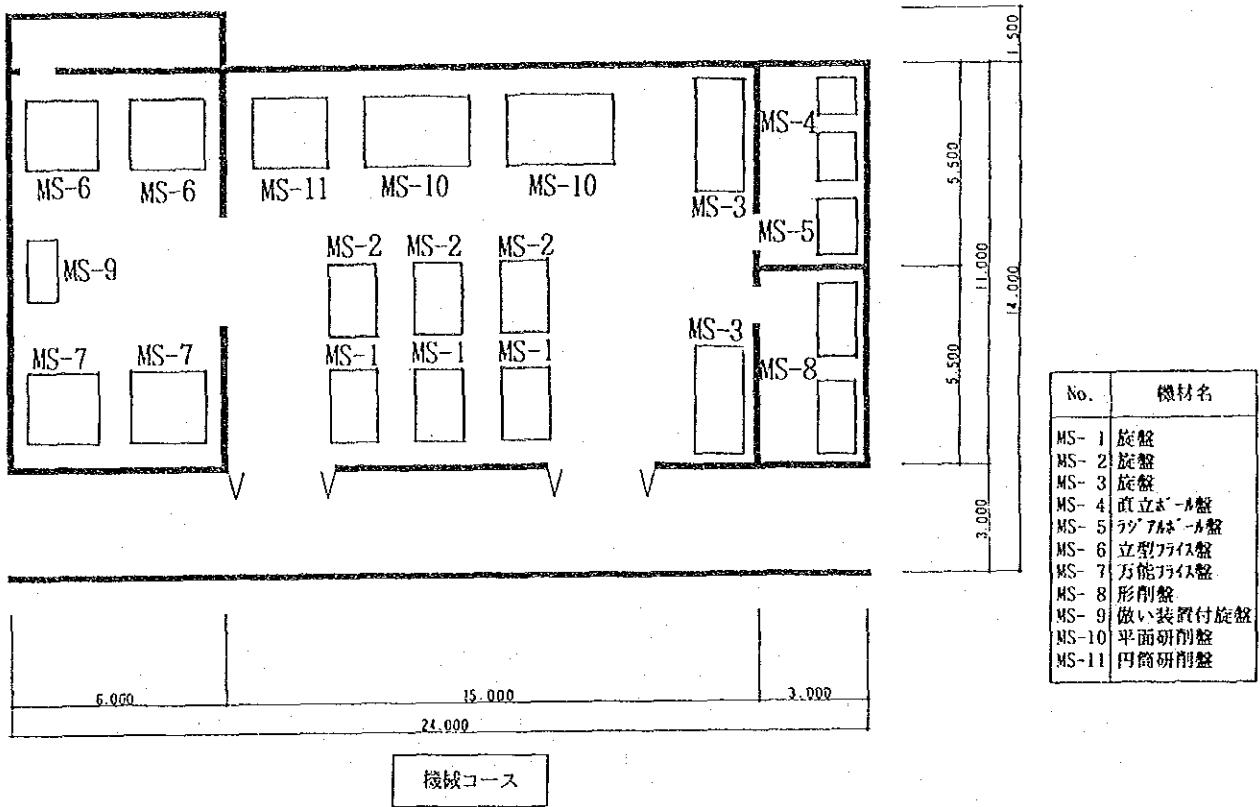 1.500
MS-6
MS-6
MS-11
MS-10
MS-10
MS-3
MS-4
MS-5
5.500
11.000
14.000
MS-9
MS-2
MS-2
MS-2
MS-7
MS-7
MS-1
MS-1
MS-1
MS-3
MS-8
5.500
3.000
No. 機材名
MS- 1 旋盤
MS- 2 旋盤
MS- 3 旋盤
MS- 4 直立ボール盤
MS- 5 ラジアルボール盤
MS- 6 立型フライス盤
MS- 7 万能フライス盤
MS- 8 形削盤
MS- 9 倣い装置付旋盤
MS-10 平面研削盤
MS-11 円筒研削盤
6.000
15.000
3.000
24.000
機械コース